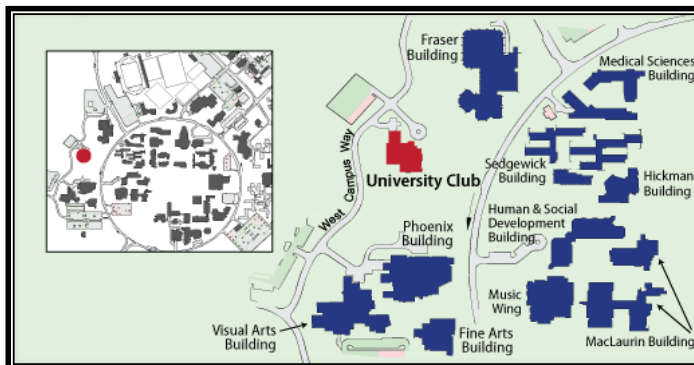 Fraser
Building
Medical Sciences
Building
West Campus Way
University Club
Sedgewick
Building
Hickman
Building
Human & Social
Development
Building
Phoenix
Building
Music
Wing
Visual Arts
Building
Fine Arts
Building
MacLaurin Building